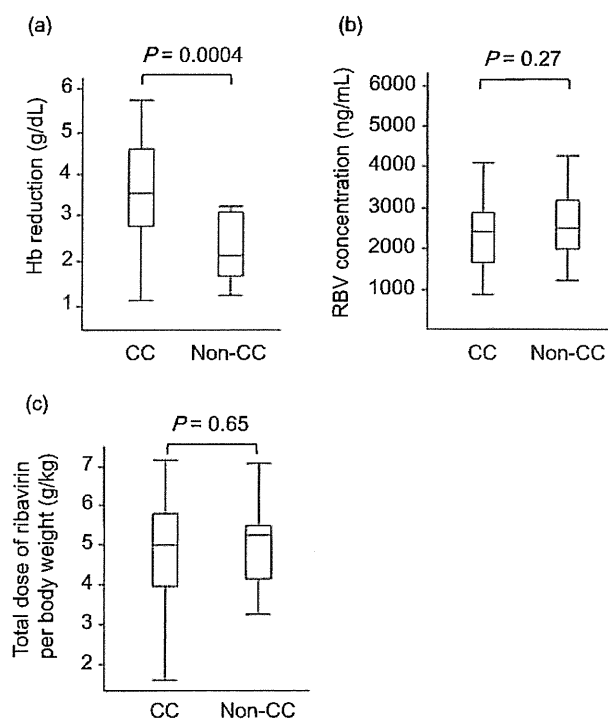 (a)
P = 0.0004
Hb reduction (g/dL)
6
5
4
3
2
1
CC Non-CC
(b)
P = 0.27
RBV concentration (ng/mL)
6000
5000
4000
3000
2000
1000
CC Non-CC
(c)
P = 0.65
Total dose of ribavirin
per body weight (g/kg)
7
6
5
4
3
2
CC Non-CC